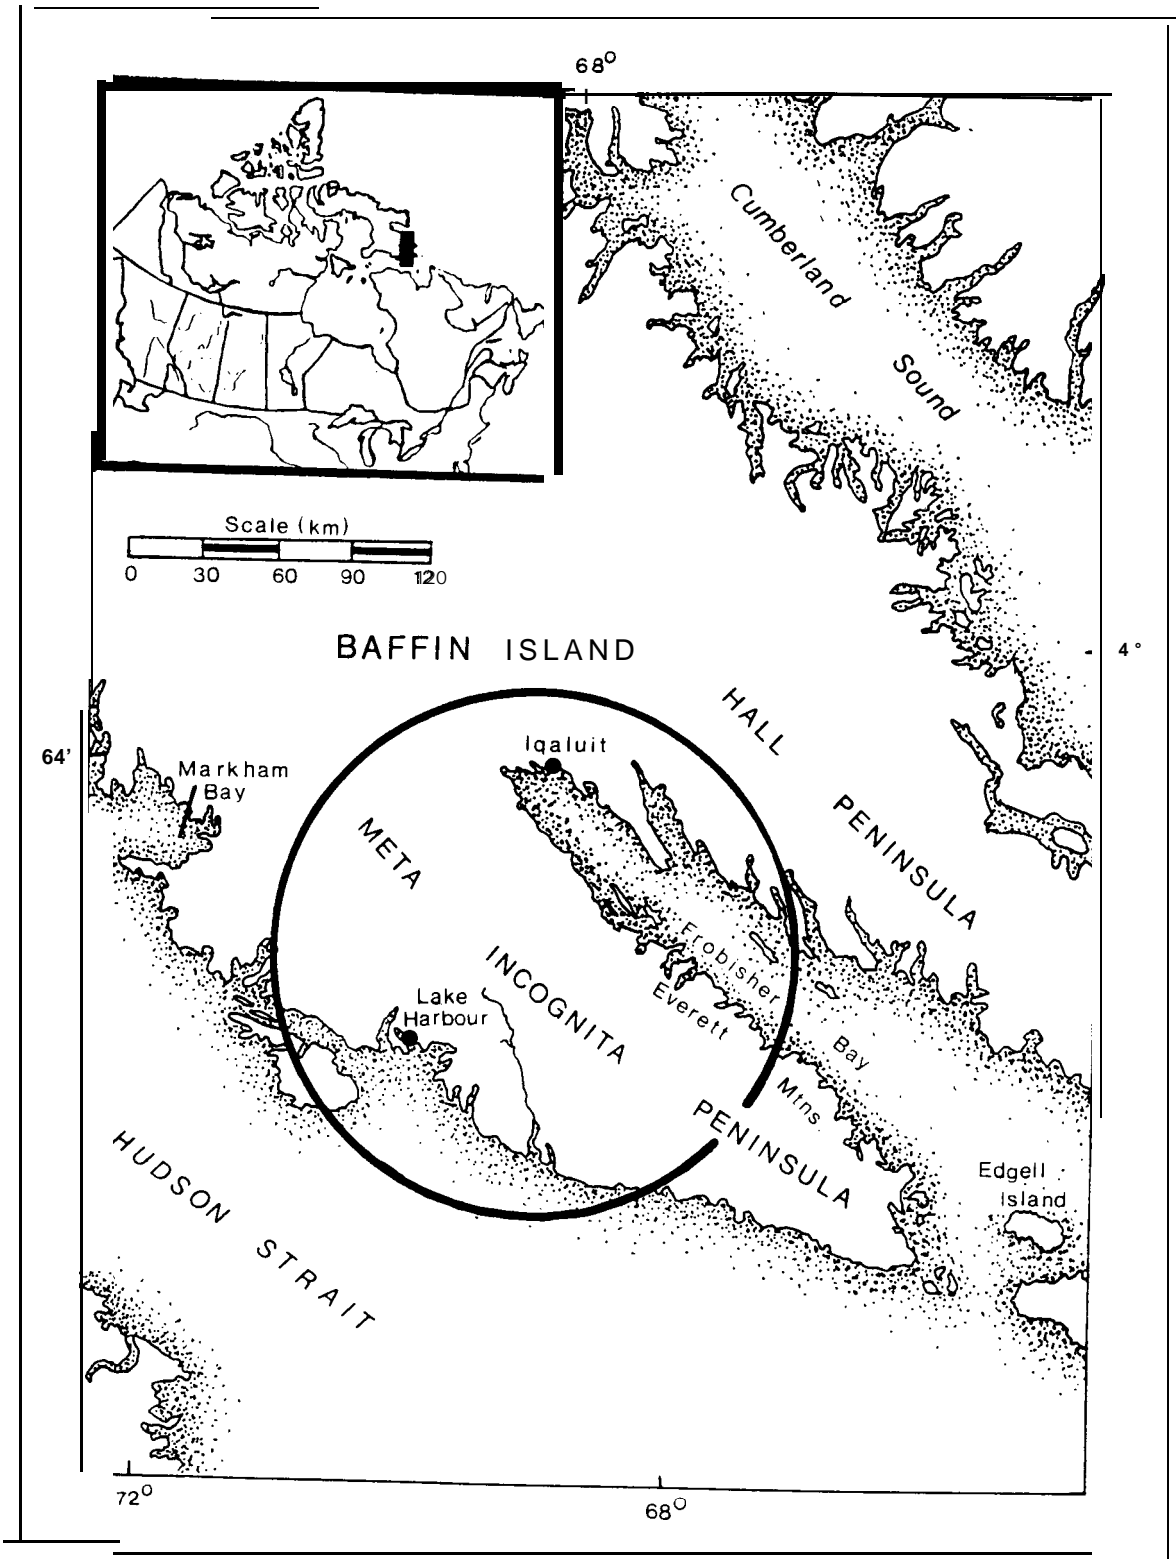 68°
Cumberland
Sound
Scale (km)
0 30 60 90 120
BAFFIN ISLAND
4°
HALL
PENINSULA
64'
Iqaluit
Markham
Bay
META
INCOGNITA
PENINSULA
Frobisher
Bay
Everett
Mtns
Lake
Harbour
HUDSON
STRAIT
Edgell
Island
72°
68°